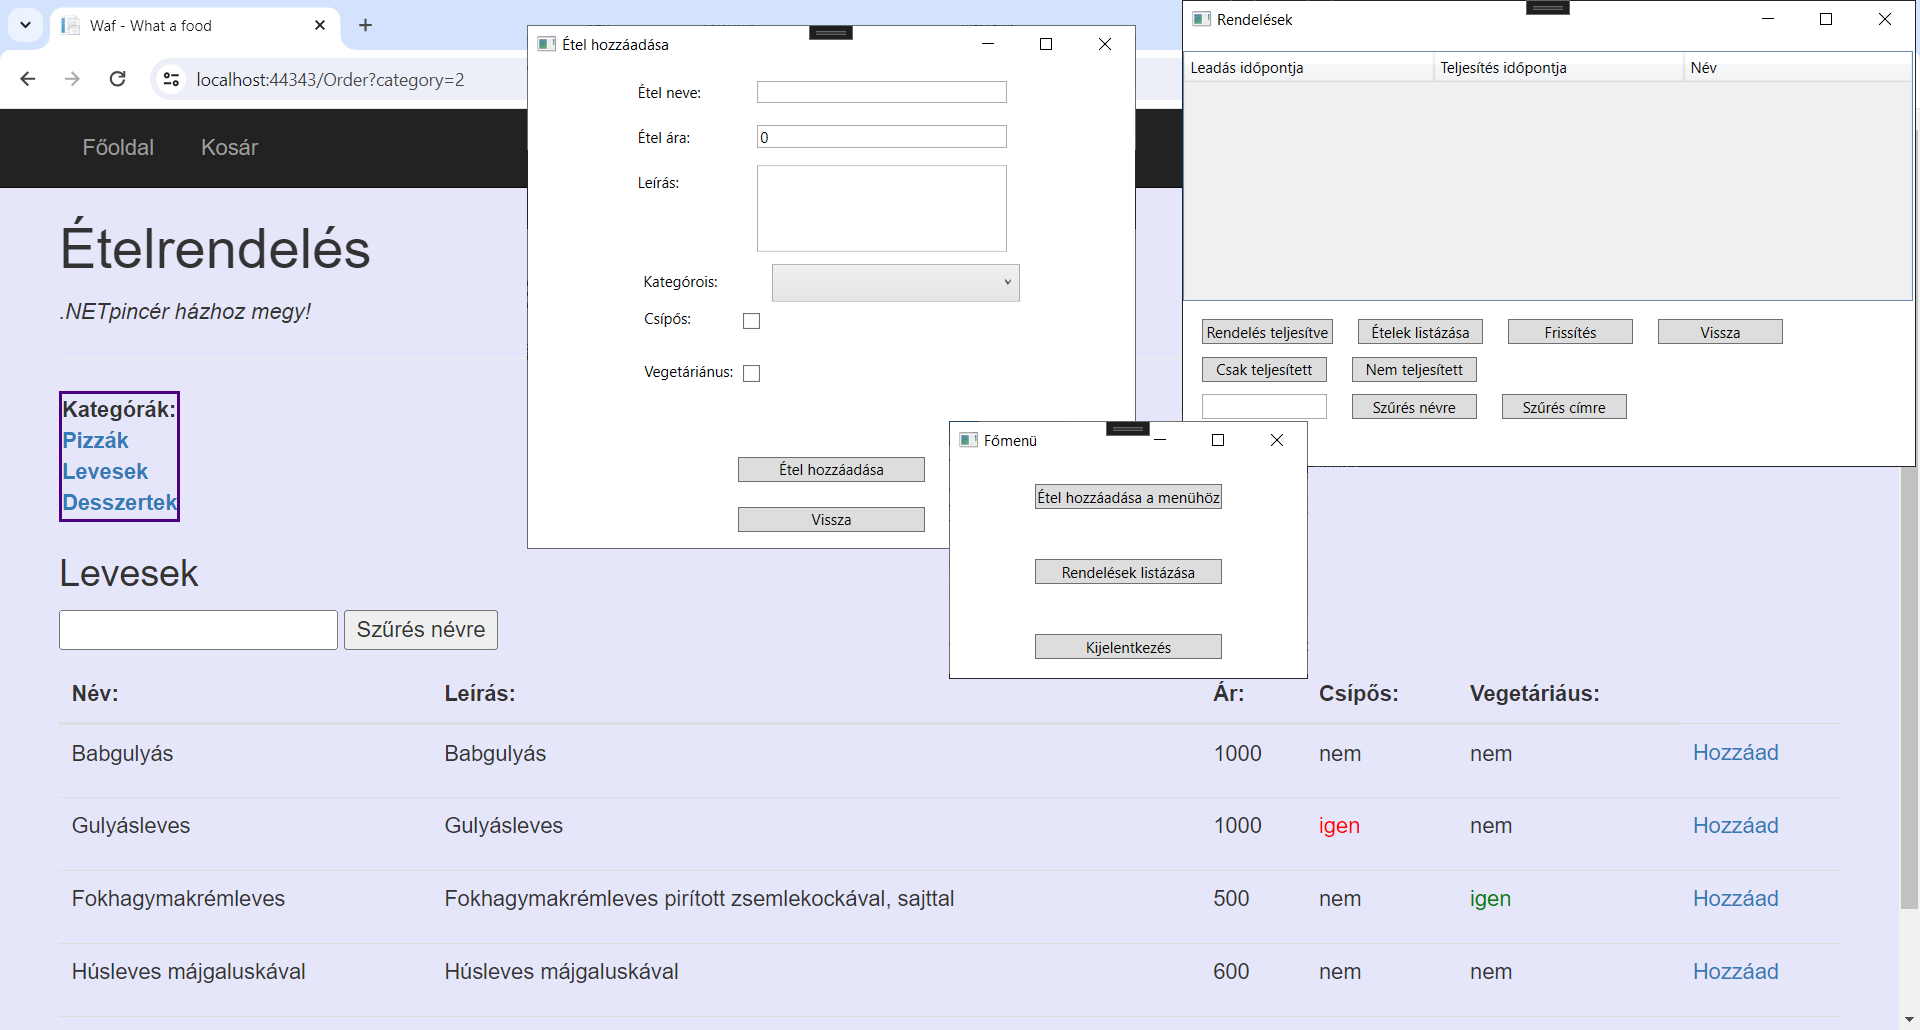 Waf - What a food
localhost:44343/Order?category=2
Főoldal Kosár
Ételrendelés
.NETpincér házhoz megy!
Kategórák:
Pizzák
Levesek
Desszertek
Levesek
Szűrés névre
Név: Leírás: Ár: Csípős: Vegetáriáus:
Babgulyás Babgulyás 1000 nem nem Hozzáad
Gulyásleves Gulyásleves 1000 igen nem Hozzáad
Fokhagymakrémleves Fokhagymakrémleves pirított zsemlekockával, sajttal 500 nem igen Hozzáad
Húsleves májgaluskával Húsleves májgaluskával 600 nem nem Hozzáad
Étel hozzáadása
Étel neve:
Étel ára: 0
Leírás:
Kategórois:
Csípős:
Vegetáriánus:
Étel hozzáadása
Vissza
Rendelések
Leadás időpontja Teljesítés időpontja Név
Rendelés teljesítve Ételek listázása Frissítés Vissza
Csak teljesített Nem teljesített
Szűrés névre Szűrés címre
Főmenü
Étel hozzáadása a menühöz
Rendelések listázása
Kijelentkezés